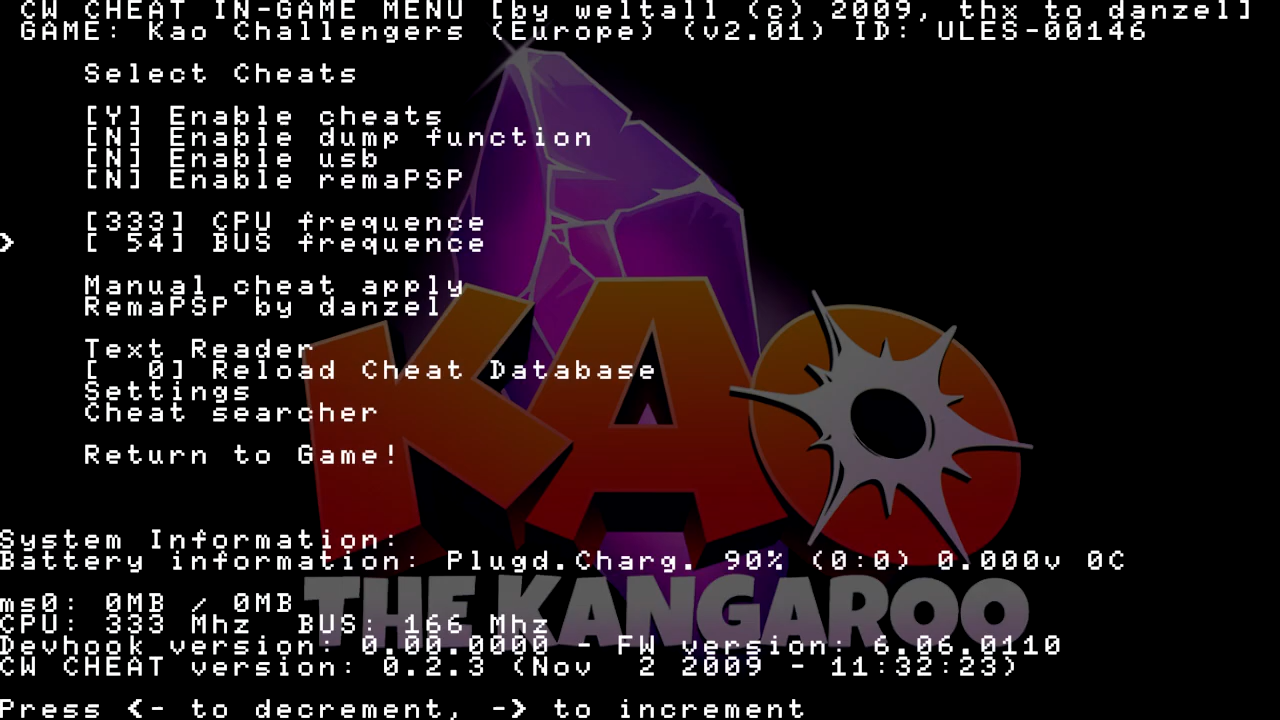 CW CHEAT IN-GAME MENU [by weltall (c) 2009, thx to danzel]
GAME: Kao Challengers (Europe) (v2.01) ID: ULES-00146
Select Cheats
[Y] Enable cheats
[N] Enable dump function
[N] Enable usb
[N] Enable remaPSP
[333] CPU frequence
> [ 54] BUS frequence
Manual cheat apply
RemaPSP by danzel
Text Reader
[  0] Reload Cheat Database
Settings
Cheat searcher
Return to Game!
KAO
THE KANGAROO
System Information:
Battery information: Plugd.Charg. 90% (0:0) 0.000v 0C
ms0: 0MB / 0MB
CPU: 333 Mhz  BUS: 166 Mhz
Devhook version: 0.00.0000 - FW version: 6.06.0110
CW CHEAT version: 0.2.3 (Nov  2 2009 - 11:32:23)
Press <- to decrement, -> to increment